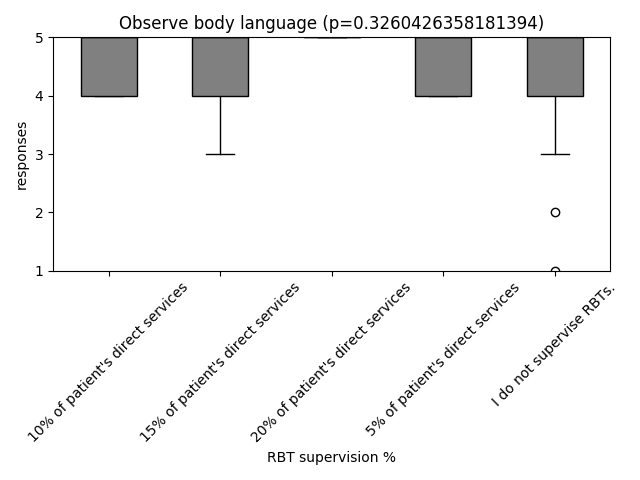 Observe body language (p=0.3260426358181394)
5
4
3
2
1
responses
10% of patient's direct services
15% of patient's direct services
20% of patient's direct services
5% of patient's direct services
I do not supervise RBTs.
RBT supervision %